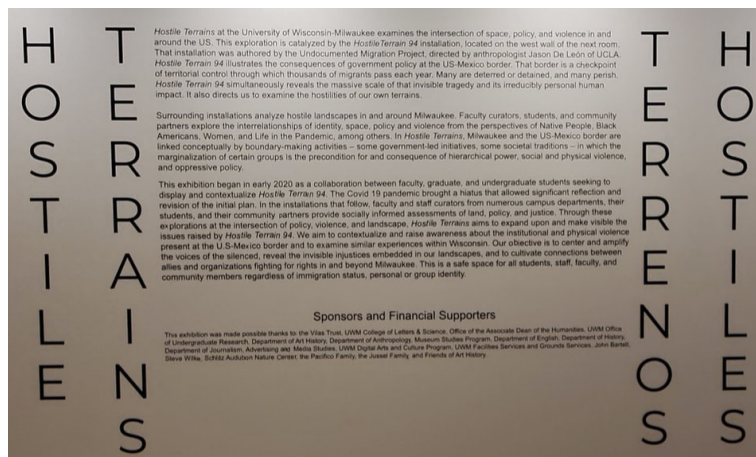 HOSTILE
TERRAINS
Hostile Terrains at the University of Wisconsin-Milwaukee examines the intersection of space, policy, and violence in and
around the US. This exploration is catalyzed by the Hostile Terrain 94 installation, located on the west wall of the next room.
That installation was authored by the Undocumented Migration Project, directed by anthropologist Jason De León of UCLA.
Hostile Terrain 94 illustrates the consequences of government policy at the US-Mexico border. That border is a checkpoint
of territorial control through which thousands of migrants pass each year. Many are deterred or detained, and many perish.
Hostile Terrain 94 simultaneously reveals the massive scale of that invisible tragedy and its irreducibly personal human
impact. It also directs us to examine the hostilities of our own terrains.
Surrounding installations analyze hostile landscapes in and around Milwaukee. Faculty curators, students, and community
partners explore the interrelationships of identity, space, policy and violence from the perspectives of Native People, Black
Americans, Women, and Life in the Pandemic, among others. In Hostile Terrains, Milwaukee and the US-Mexico border are
linked conceptually by boundary-making activities – some government-led initiatives, some societal traditions – in which the
marginalization of certain groups is the precondition for and consequence of hierarchical power, social and physical violence,
and oppressive policy.
This exhibition began in early 2020 as a collaboration between faculty, graduate, and undergraduate students seeking to
display and contextualize Hostile Terrain 94. The Covid 19 pandemic brought a hiatus that allowed significant reflection and
revision of the initial plan. In the installations that follow, faculty and staff curators from numerous campus departments, their
students, and their community partners provide socially informed assessments of land, policy, and justice. Through these
explorations at the intersection of policy, violence, and landscape, Hostile Terrains aims to expand upon and make visible the
issues raised by Hostile Terrain 94. We aim to contextualize and raise awareness about the institutional and physical violence
present at the U.S-Mexico border and to examine similar experiences within Wisconsin. Our objective is to center and amplify
the voices of the silenced, reveal the invisible injustices embedded in our landscapes, and to cultivate connections between
allies and organizations fighting for rights in and beyond Milwaukee. This is a safe space for all students, staff, faculty, and
community members regardless of immigration status, personal or group identity.
Sponsors and Financial Supporters
This exhibition was made possible thanks to: the Vilas Trust, UWM College of Letters & Science, Office of the Associate Dean of the Humanities, UWM Office
of Undergraduate Research, Department of Art History, Department of Anthropology, Museum Studies Program, Department of English, Department of History,
Department of Journalism, Advertising and Media Studies, UWM Digital Arts and Culture Program, UWM Facilities Services and Grounds Services, John
Steve Wilke, Schlitz Audubon Nature Center, the Pacifico Family, the Family, and Friends of Art History.
TERRENOS
HOSTILES